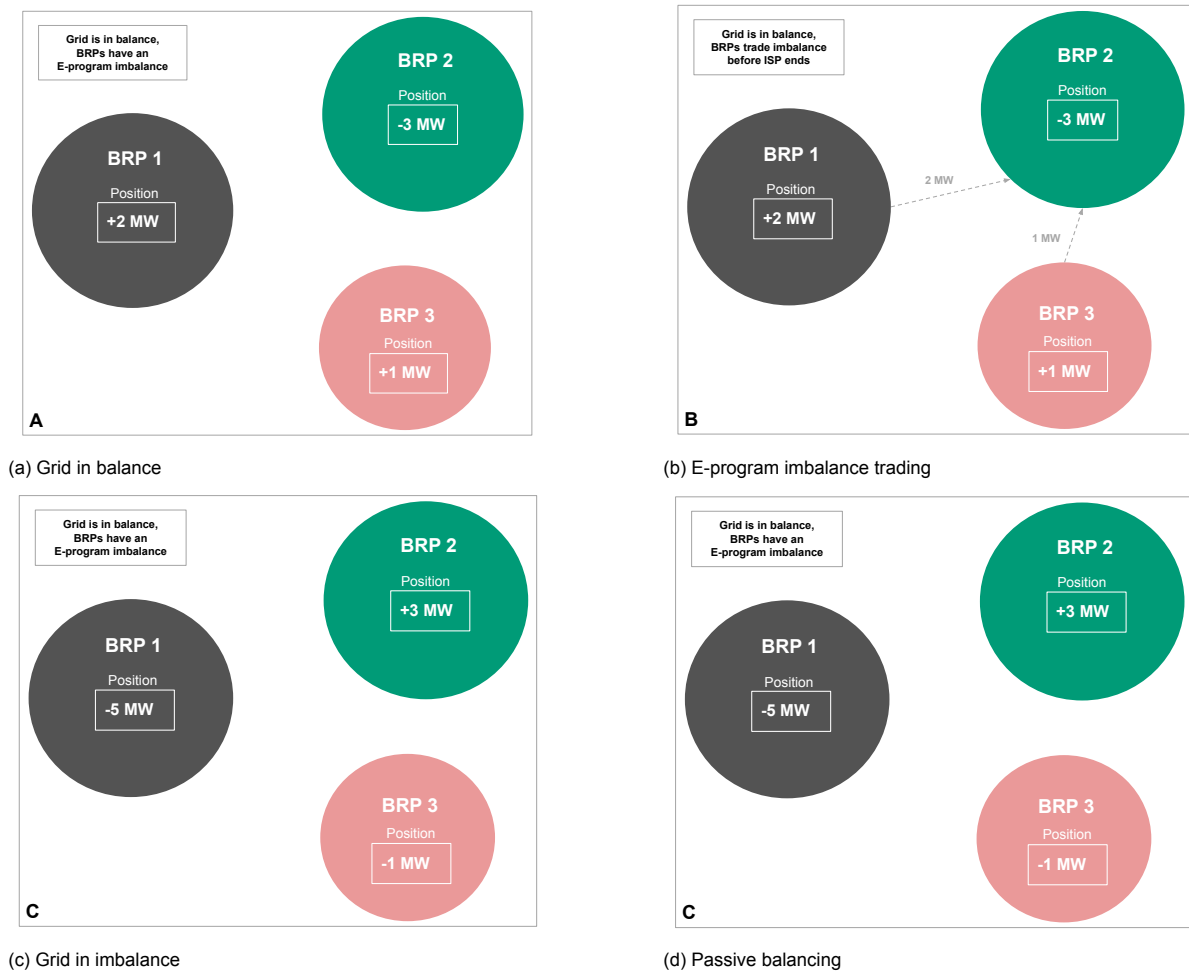 Grid is in balance,
BRPs have an
E-program imbalance
BRP 2
Position
-3 MW
BRP 1
Position
+2 MW
BRP 3
Position
+1 MW
A
(a) Grid in balance
Grid is in balance,
BRPs trade imbalance
before ISP ends
BRP 2
Position
-3 MW
BRP 1
Position
+2 MW
2 MW
1 MW
BRP 3
Position
+1 MW
B
(b) E-program imbalance trading
Grid is in balance,
BRPs have an
E-program imbalance
BRP 2
Position
+3 MW
BRP 1
Position
-5 MW
BRP 3
Position
-1 MW
C
(c) Grid in imbalance
Grid is in balance,
BRPs have an
E-program imbalance
BRP 2
Position
+3 MW
BRP 1
Position
-5 MW
BRP 3
Position
-1 MW
C
(d) Passive balancing